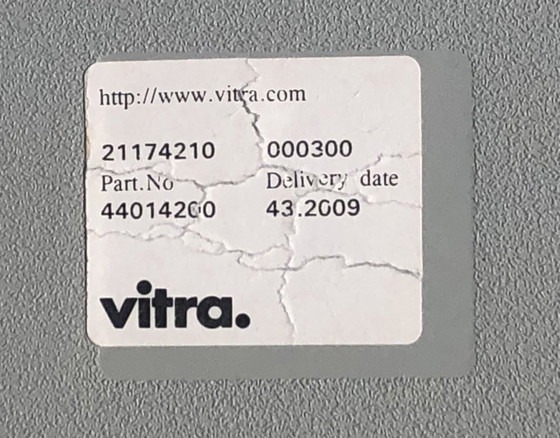 http://www.vitra.com
21174210 000300
Part.No Delivery date
44014200 43.2009
vitra.